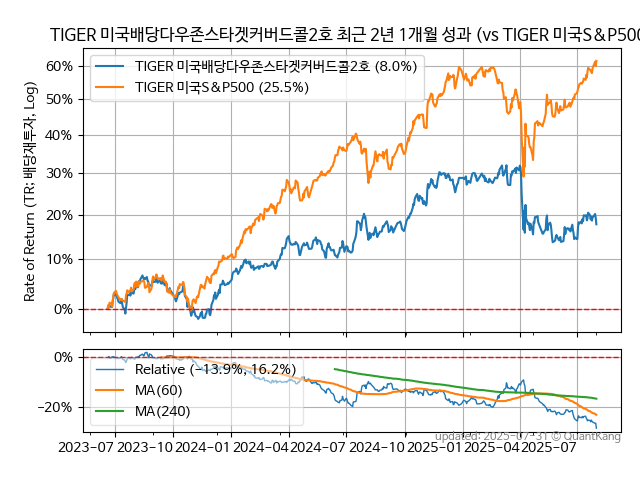 TIGER 미국배당다우존스타겟커버드콜2호 최근 2년 1개월 성과 (vs TIGER 미국S&P500
60%
50%
40%
30%
20%
10%
0%
Rate of Return (TR: 배당재투자, Log)
TIGER 미국배당다우존스타겟커버드콜2호 (8.0%)
TIGER 미국S&P500 (25.5%)
0%
−20%
Relative (−13.9%, 16.2%)
MA(60)
MA(240)
2023-07 2023-10 2024-01 2024-04 2024-07 2024-10 2025-01 2025-04 2025-07
updated: 2025-07-31 © QuantKang